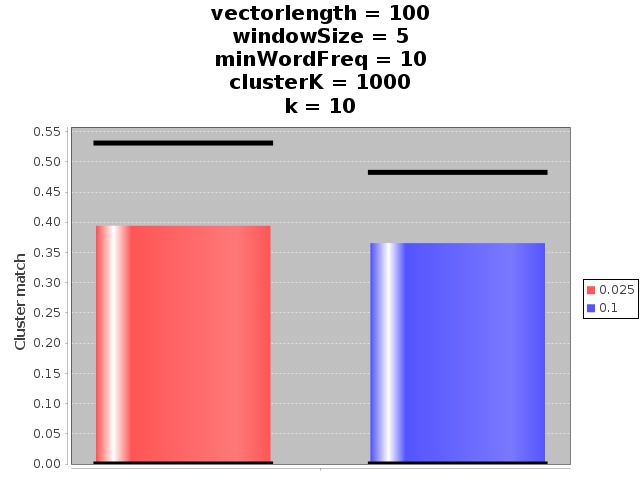 vectorlength = 100
windowSize = 5
minWordFreq = 10
clusterK = 1000
k = 10
0.55
0.50
0.45
0.40
0.35
0.30
0.25
0.20
0.15
0.10
0.05
0.00
Cluster match
0.025
0.1